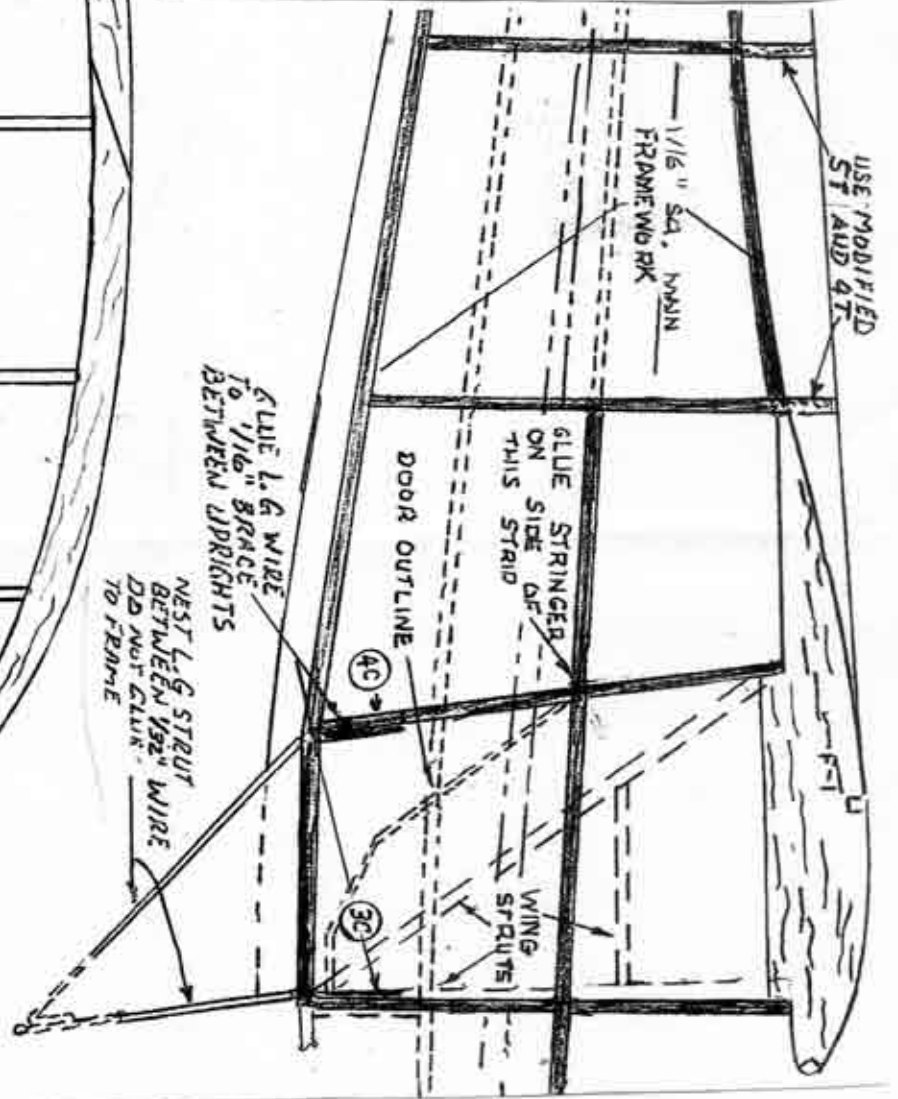 USE MODIFIED
5T AND 4T
1/16" SQ. MAIN
FRAMEWORK
F-1
U
GLUE STRINGER
ON SIDE OF
THIS STRIP
DOOR OUTLINE
WING
STRUTS
4C
3C
GLUE L.G WIRE
TO 1/16" BRACE
BETWEEN UPRIGHTS
NEST L.G STRUT
BETWEEN 1/32" WIRE
DO NOT GLUE
TO FRAME